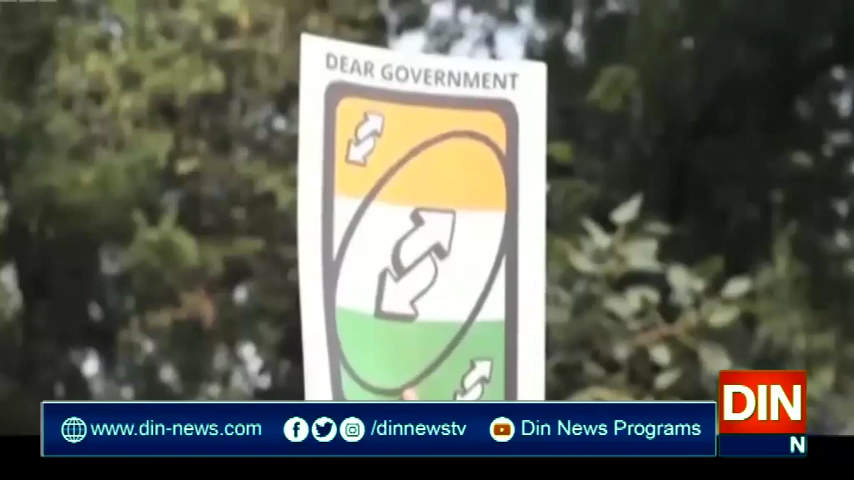 DEAR GOVERNMENT
www.din-news.com
/dinnewstv
Din News Programs
DIN
N